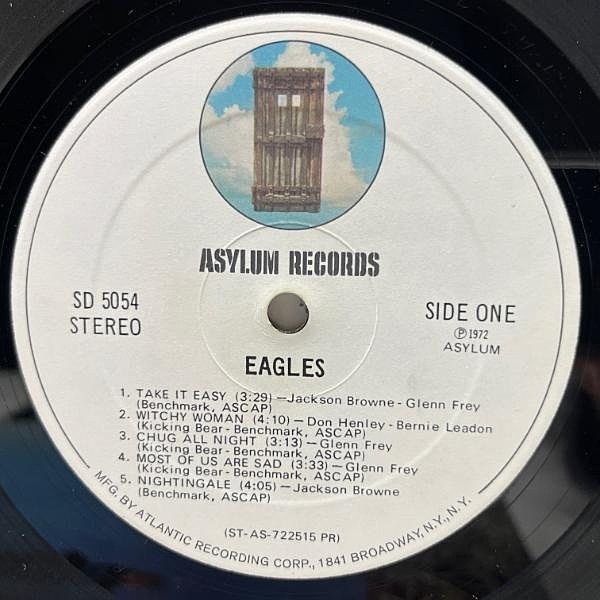 ASYLUM RECORDS
SD 5054
STEREO
SIDE ONE
℗ 1972
ASYLUM
EAGLES
1. TAKE IT EASY (3:29) — Jackson Browne - Glenn Frey
(Benchmark, ASCAP)
2. WITCHY WOMAN (4:10) — Don Henley - Bernie Leadon
(Kicking Bear - Benchmark, ASCAP)
3. CHUG ALL NIGHT (3:13) — Glenn Frey
(Kicking Bear - Benchmark, ASCAP)
4. MOST OF US ARE SAD (3:33) — Glenn Frey
(Kicking Bear - Benchmark, ASCAP)
5. NIGHTINGALE (4:05) — Jackson Browne
(Benchmark, ASCAP)
(ST-AS-722515 PR)
MFG. BY ATLANTIC RECORDING CORP., 1841 BROADWAY, N.Y., N.Y.